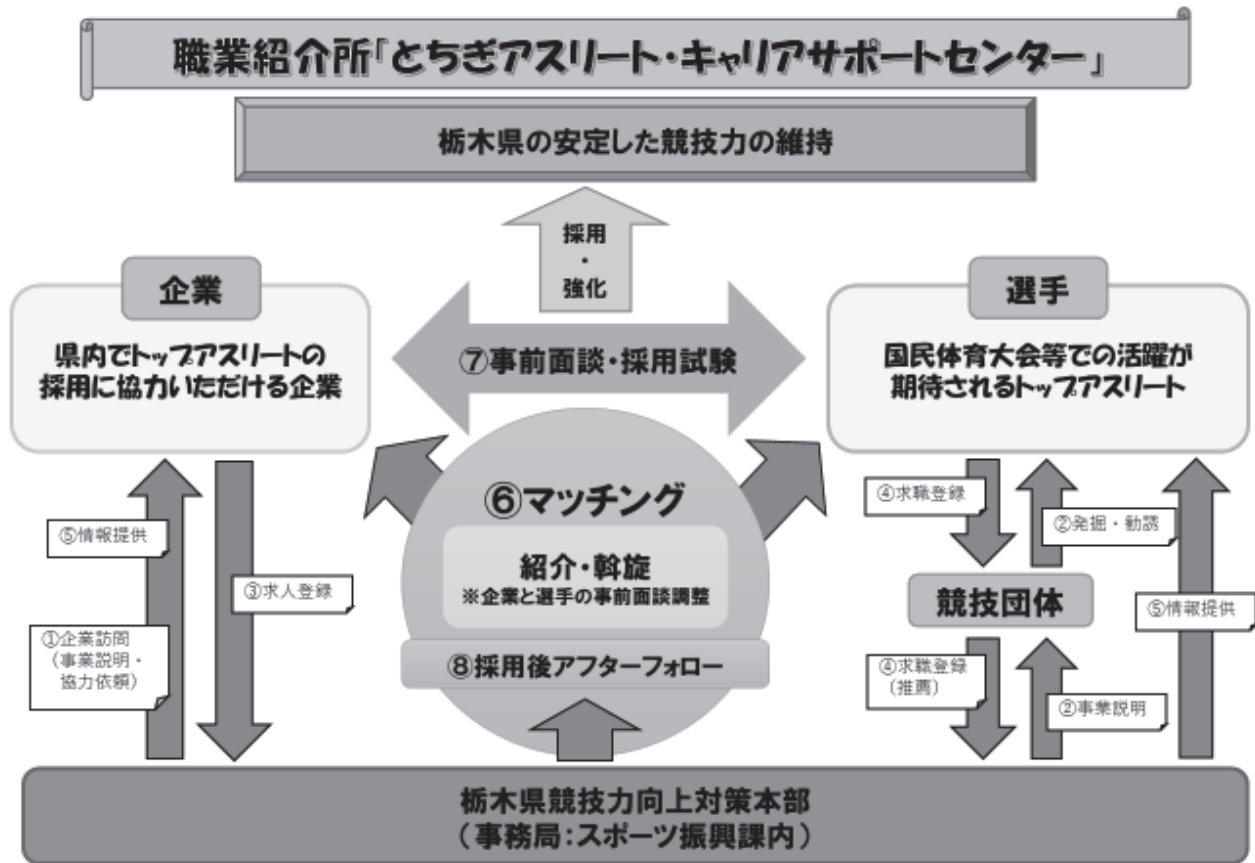 職業紹介所「とちぎアスリート・キャリアサポートセンター」
栃木県の安定した競技力の維持
採用
・
強化
企業
県内でトップアスリートの
採用に協力いただける企業
選手
国民体育大会等での活躍が
期待されるトップアスリート
⑦事前面談・採用試験
⑥マッチング
紹介・斡旋
※企業と選手の事前面談調整
⑧採用後アフターフォロー
⑤情報提供
③求人登録
①企業訪問
(事業説明・
協力依頼)
④求職登録
②発掘・勧誘
競技団体
⑤情報提供
④求職登録
(推薦)
②事業説明
栃木県競技力向上対策本部
(事務局:スポーツ振興課内)